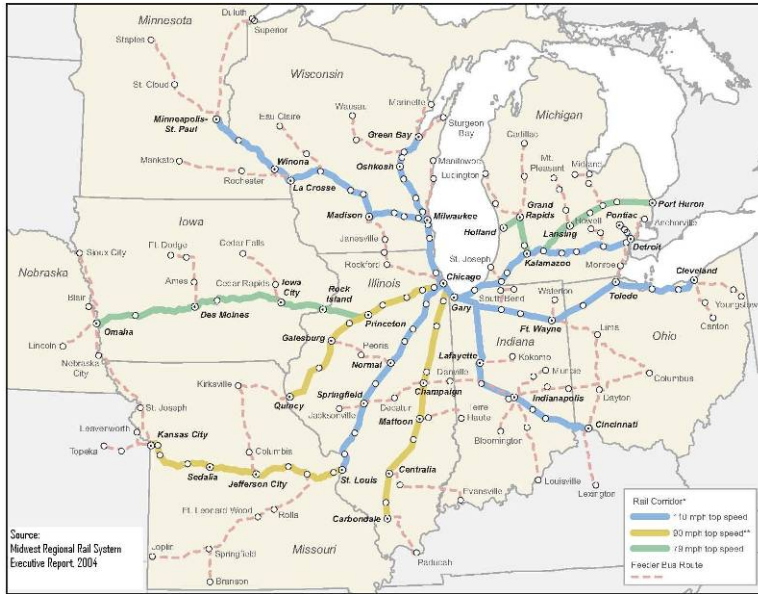 Minnesota
Duluth
Superior
Staples
St. Cloud
Minneapolis-
St. Paul
Mankato
Rochester
Winona
La Crosse
Wisconsin
Eau Claire
Wausau
Marinette
Green Bay
Sturgeon
Bay
Oshkosh
Manitowoc
Madison
Milwaukee
Janesville
Rockford
Michigan
Cadillac
Ludington
Mt.
Pleasant
Midland
Grand
Rapids
Holland
Lansing
Howell
Port Huron
Pontiac
Detroit
Kalamazoo
St. Joseph
Monroe
Iowa
Sioux City
Ft. Dodge
Cedar Falls
Ames
Cedar Rapids
Iowa
City
Rock
Island
Des Moines
Nebraska
Blair
Omaha
Lincoln
Nebraska
City
Illinois
Chicago
Gary
Princeton
Galesburg
Peoria
Normal
Quincy
Springfield
Jacksonville
Decatur
Danville
Champaign
Mattoon
Centralia
Carbondale
South Bend
Waterloo
Ft. Wayne
Toledo
Cleveland
Youngstown
Canton
Ohio
Lima
Columbus
Dayton
Cincinnati
Indiana
Lafayette
Kokomo
Muncie
Indianapolis
Terre
Haute
Bloomington
Louisville
Lexington
Evansville
Paducah
Kirksville
St. Joseph
Leavenworth
Topeka
Kansas City
Columbia
Sedalia
Jefferson City
St. Louis
Ft. Leonard Wood
Rolla
Joplin
Springfield
Branson
Missouri
Source:
Midwest Regional Rail System
Executive Report, 2004
Rail Corridor*
110 mph top speed
90 mph top speed**
79 mph top speed
Feeder Bus Route